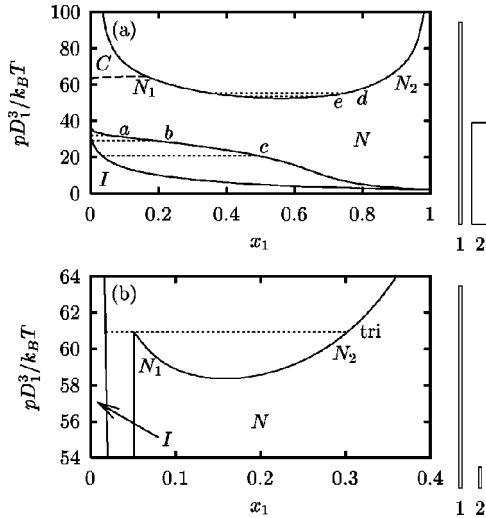 (a)
pD₁³/k_BT
100
80
60
40
20
0
C
N₁
N₂
e d
a b c
N
I
0 0.2 0.4 0.6 0.8 1
x₁
1 2
(b)
pD₁³/k_BT
64
62
60
58
56
54
tri
N₁
N₂
N
I
0 0.1 0.2 0.3 0.4
x₁
1 2